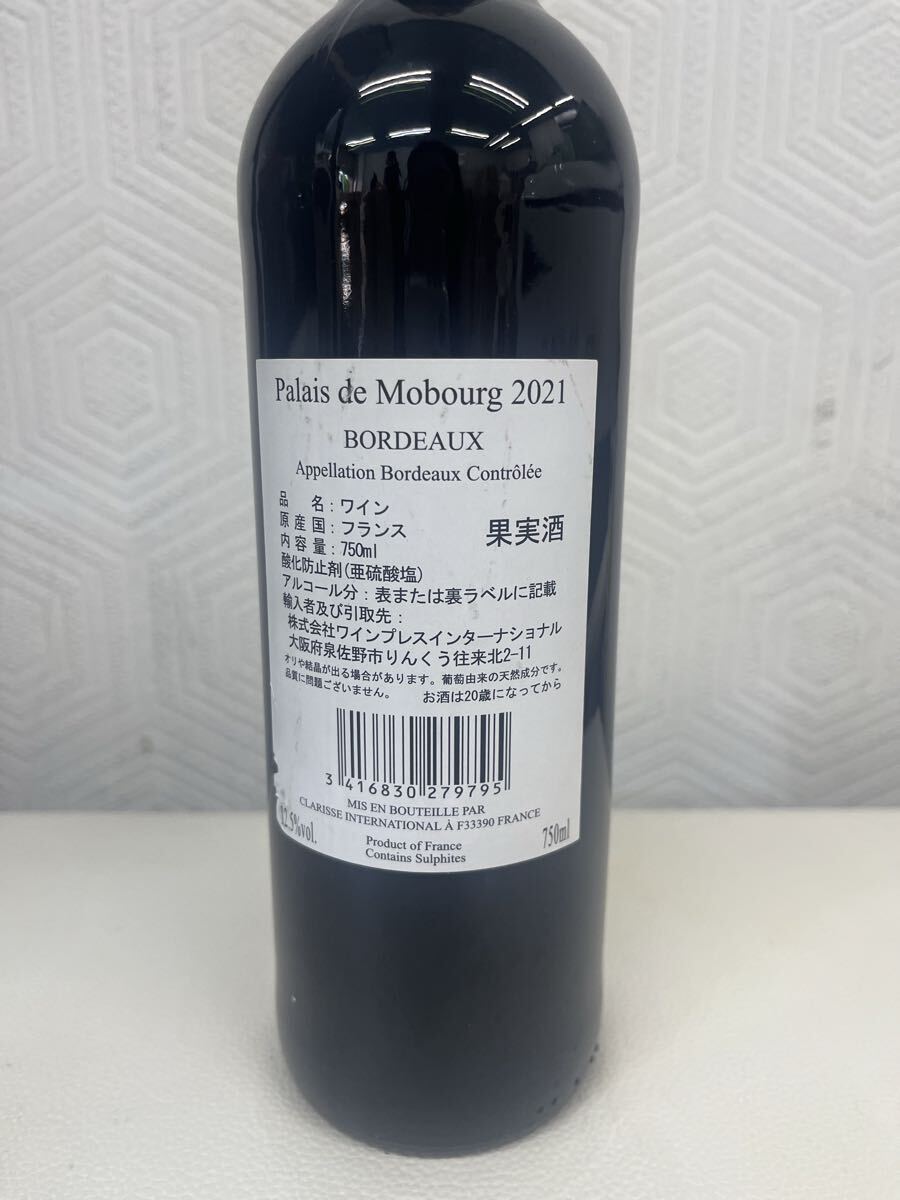 Palais de Mobourg 2021
BORDEAUX
Appellation Bordeaux Contrôlée
品　名：ワイン
原産国：フランス
果実酒
内容量：750ml
酸化防止剤(亜硫酸塩)
アルコール分：表または裏ラベルに記載
輸入者及び引取先：
株式会社ワインプレスインターナショナル
大阪府泉佐野市りんくう往来北2-11
オリや結晶が出る場合があります。葡萄由来の天然成分です。
品質に問題ございません。　お酒は20歳になってから
3 416830 279795
MIS EN BOUTEILLE PAR
CLARISSE INTERNATIONAL À F33390 FRANCE
12.5%vol.
750ml
Product of France
Contains Sulphites